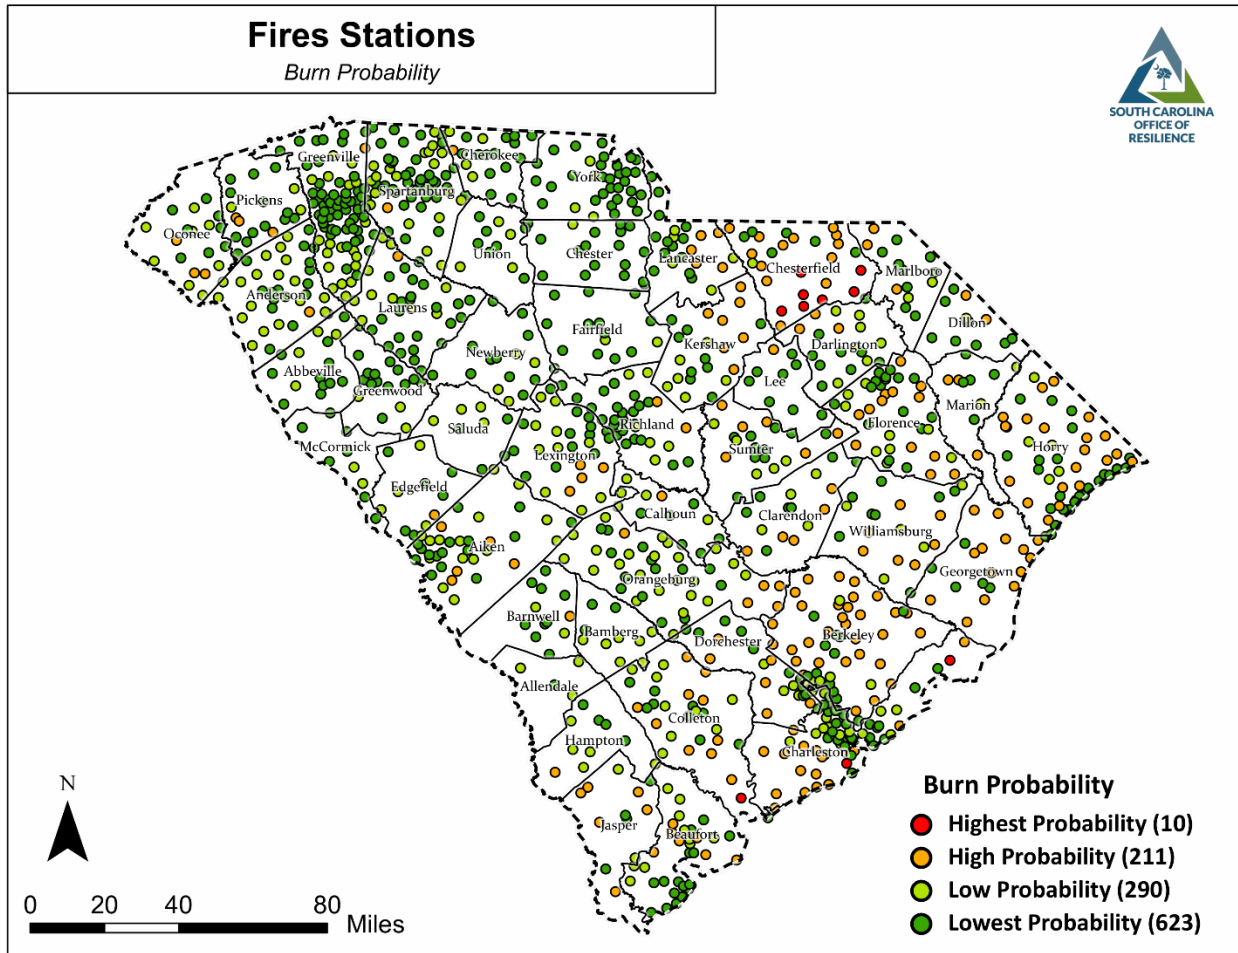 Fires Stations
Burn Probability
SOUTH CAROLINA
OFFICE OF
RESILIENCE
Greenville
Cherokee
York
Pickens
Spartanburg
Oconee
Union
Chester
Lancaster
Chesterfield
Marlboro
Anderson
Laurens
Fairfield
Kershaw
Darlington
Dillon
Newberry
Abbeville
Lee
Greenwood
Marion
Saluda
Richland
Florence
McCormick
Lexington
Sumter
Horry
Edgefield
Calhoun
Clarendon
Williamsburg
Aiken
Orangeburg
Georgetown
Barnwell
Bamberg
Dorchester
Berkeley
Allendale
Colleton
Hampton
Charleston
Jasper
Beaufort
N
0 20 40 80 Miles
Burn Probability
Highest Probability (10)
High Probability (211)
Low Probability (290)
Lowest Probability (623)